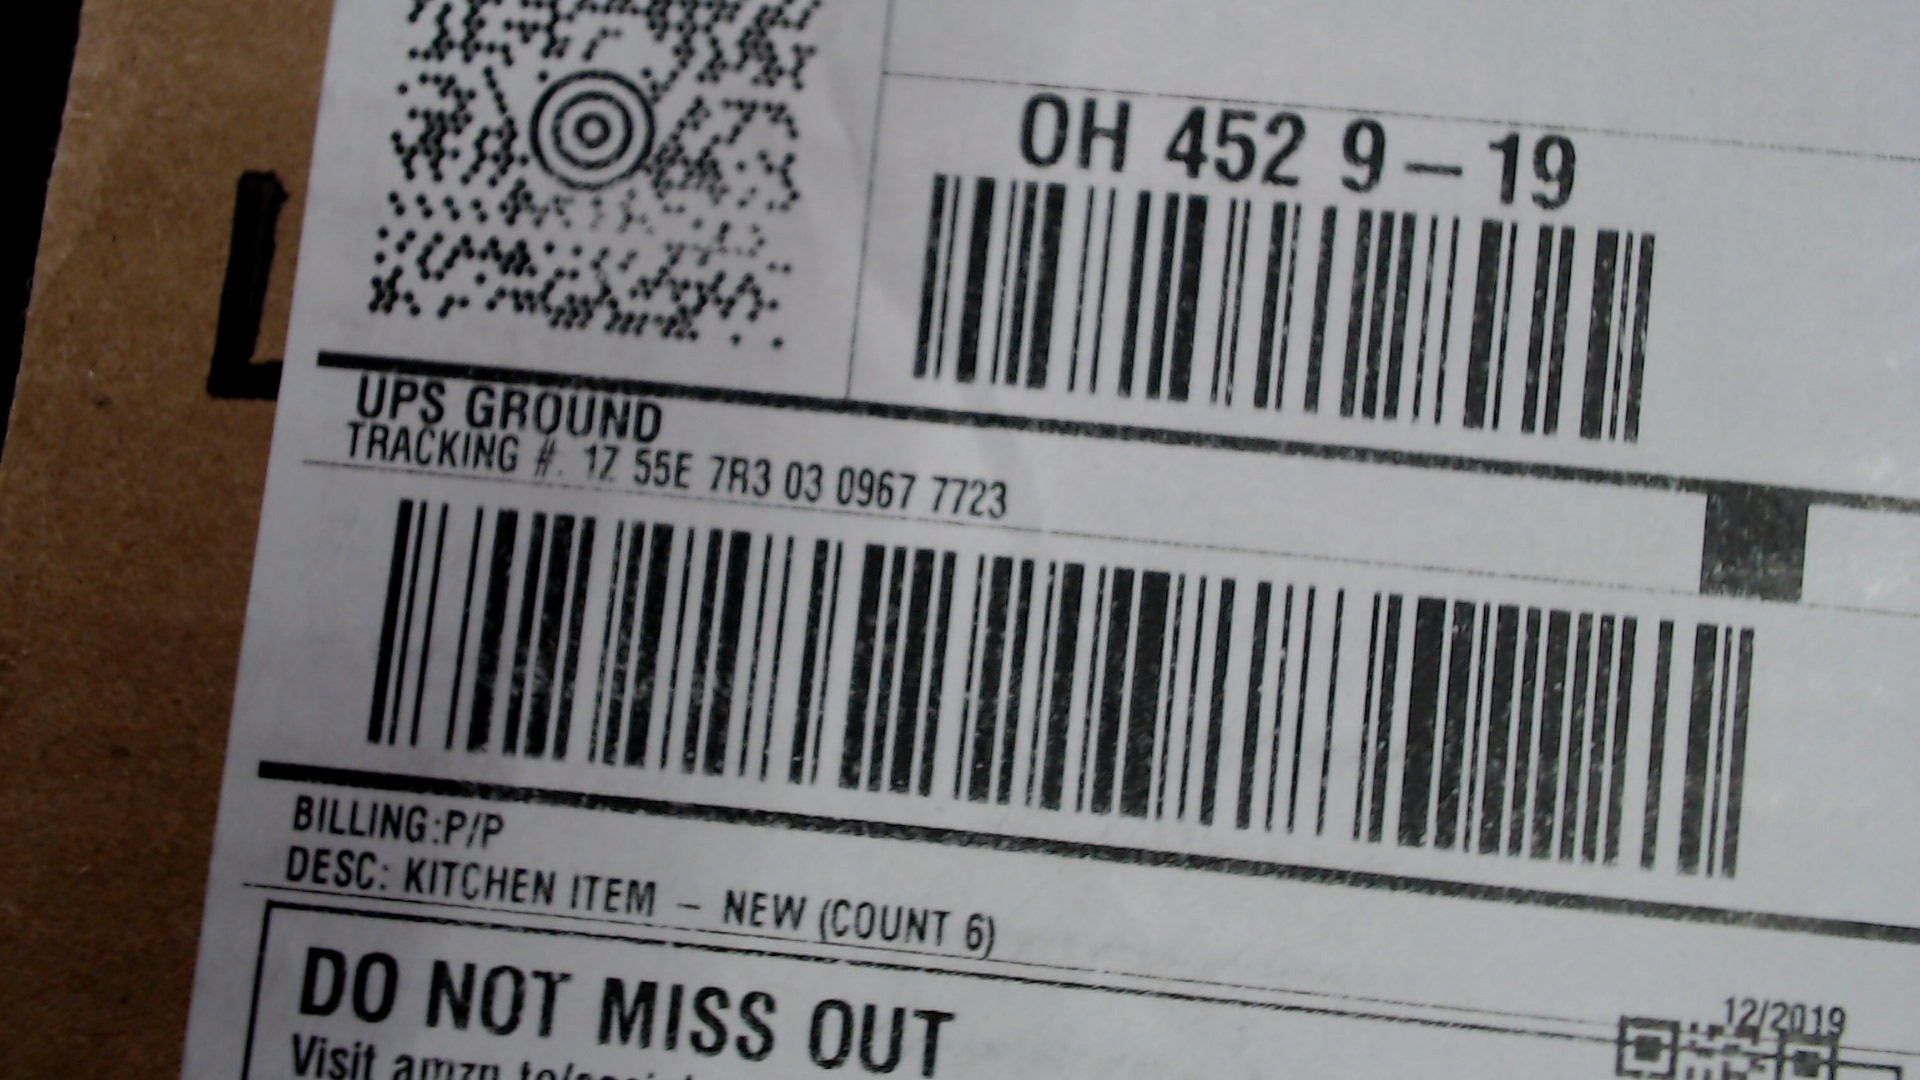 OH 452 9-19
UPS GROUND
TRACKING #: 1Z 55E 7R3 03 0967 7723
BILLING:P/P
DESC: KITCHEN ITEM - NEW (COUNT 6)
DO NOT MISS OUT
12/2019
Visit